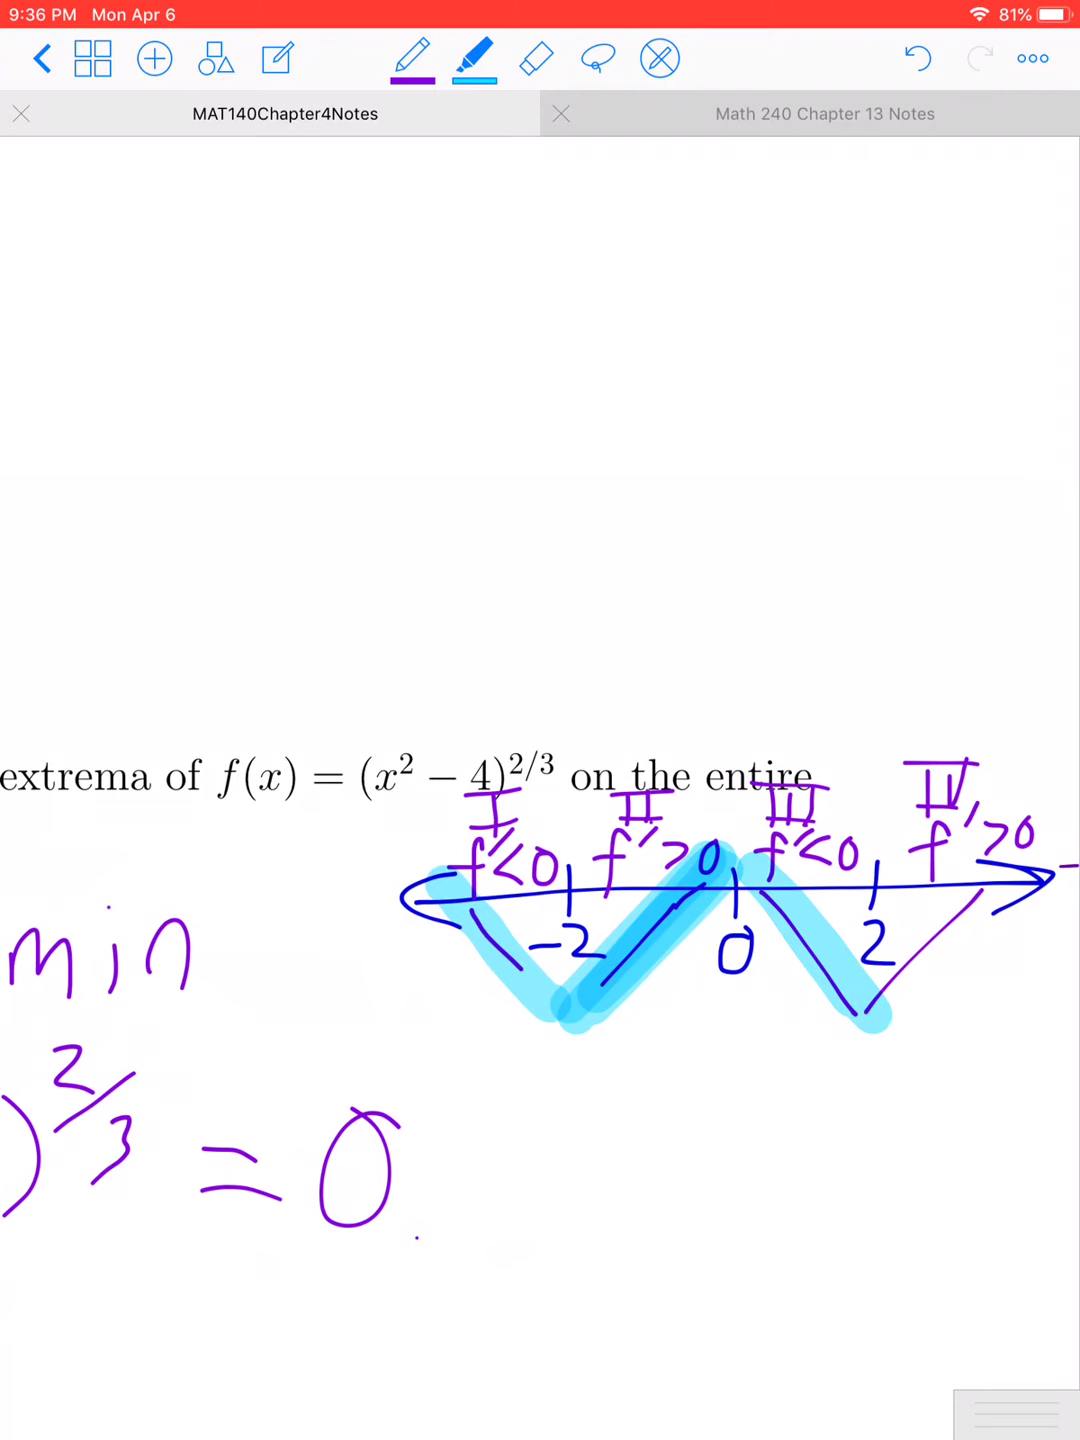 9:36 PM Mon Apr 6 81%
MAT140Chapter4Notes Math 240 Chapter 13 Notes
extrema of f(x) = (x² − 4)^{2/3} on the entire
I II III IV
f'<0 f'>0 f'<0 f'>0
-2 0 2
min
)^{2/3} = 0.